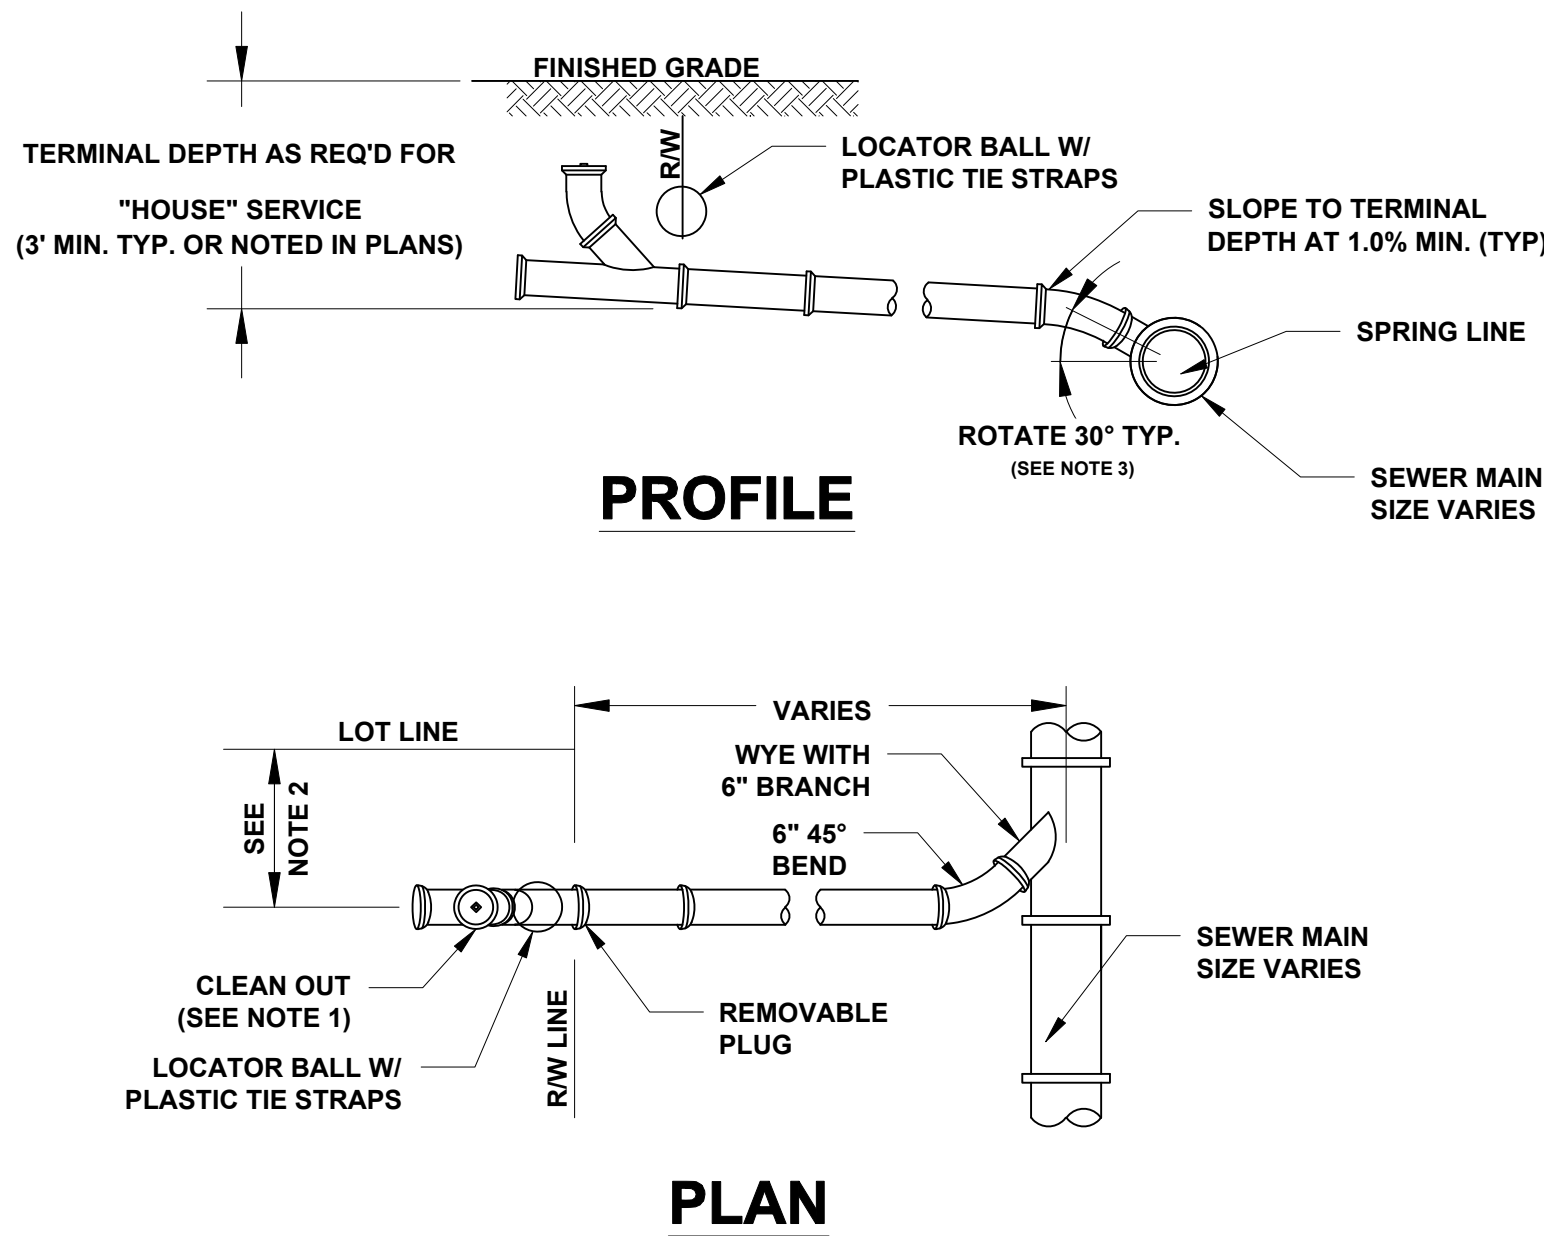 FINISHED GRADE
TERMINAL DEPTH AS REQ'D FOR
"HOUSE" SERVICE
(3' MIN. TYP. OR NOTED IN PLANS)
R/W
LOCATOR BALL W/
PLASTIC TIE STRAPS
SLOPE TO TERMINAL
DEPTH AT 1.0% MIN. (TYP)
SPRING LINE
ROTATE 30° TYP.
(SEE NOTE 3)
SEWER MAIN
SIZE VARIES
PROFILE
LOT LINE
VARIES
SEE
NOTE 2
WYE WITH
6" BRANCH
6" 45°
BEND
CLEAN OUT
(SEE NOTE 1)
LOCATOR BALL W/
PLASTIC TIE STRAPS
R/W LINE
REMOVABLE
PLUG
SEWER MAIN
SIZE VARIES
PLAN